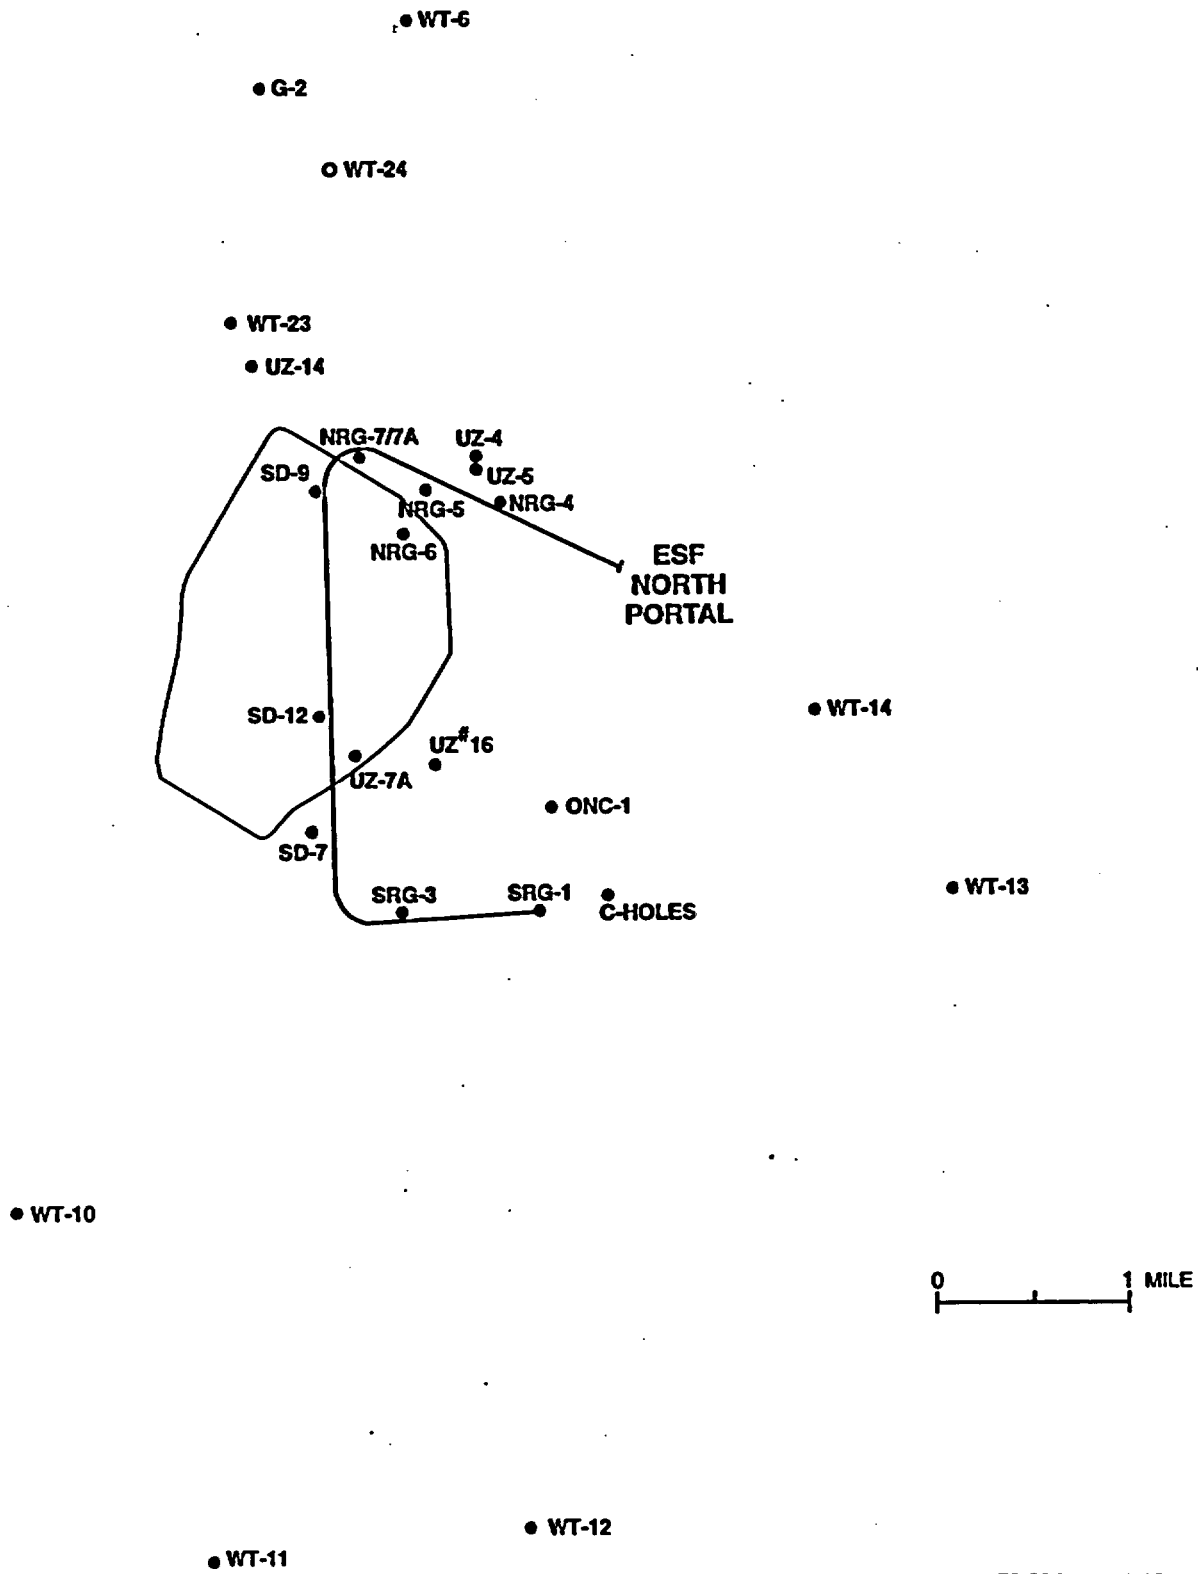 WT-6
G-2
WT-24
WT-23
UZ-14
NRG-7/7A
UZ-4
SD-9
UZ-5
NRG-5
NRG-4
NRG-6
ESF
NORTH
PORTAL
SD-12
WT-14
UZ#16
UZ-7A
ONC-1
SD-7
SRG-3
SRG-1
WT-13
C-HOLES
WT-10
0 1 MILE
WT-12
WT-11